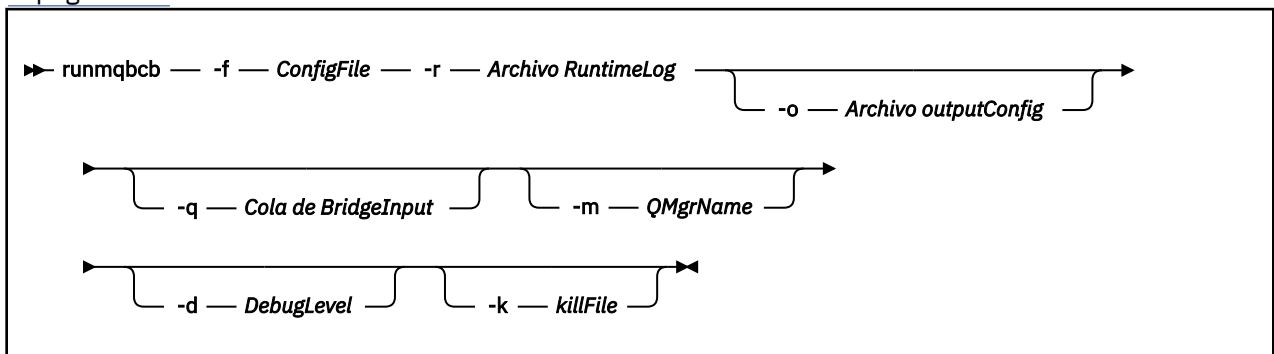 runmqbcb -f ConfigFile -r Archivo RuntimeLog
-o Archivo outputConfig
-q Cola de BridgeInput -m QMgrName
-d DebugLevel -k killFile